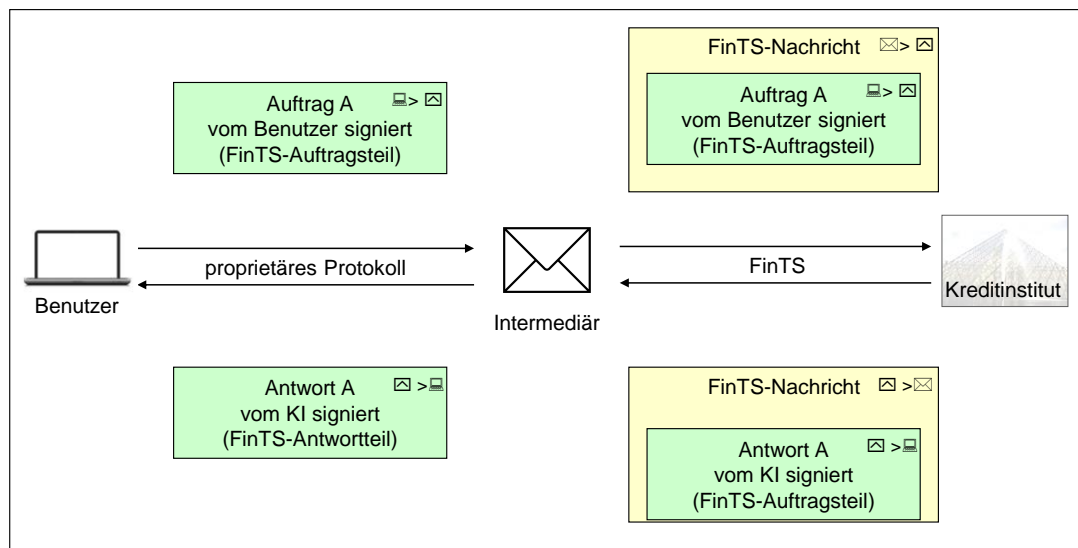 FinTS-Nachricht >
Auftrag A >
vom Benutzer signiert
(FinTS-Auftragsteil)
Auftrag A >
vom Benutzer signiert
(FinTS-Auftragsteil)
proprietäres Protokoll
FinTS
Benutzer
Intermediär
Kreditinstitut
Antwort A >
vom KI signiert
(FinTS-Antwortteil)
FinTS-Nachricht >
Antwort A >
vom KI signiert
(FinTS-Auftragsteil)